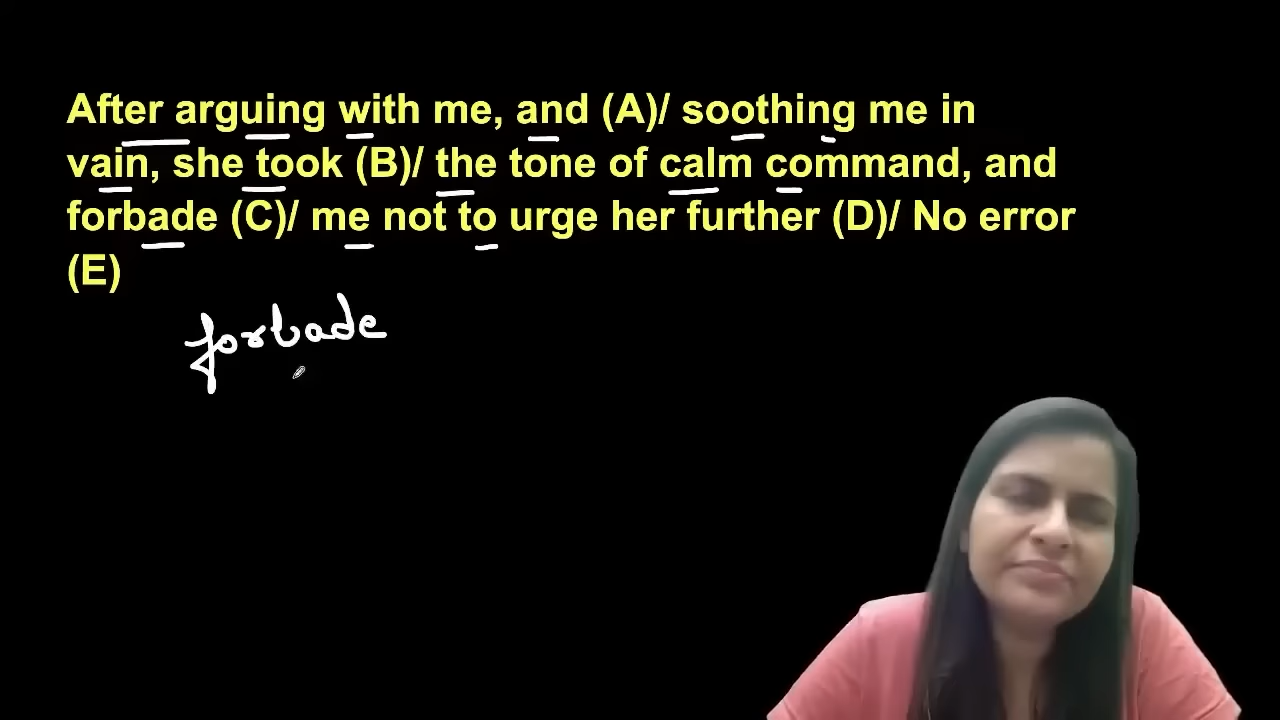 After arguing with me, and (A)/ soothing me in
vain, she took (B)/ the tone of calm command, and
forbade (C)/ me not to urge her further (D)/ No error
(E)
forbade